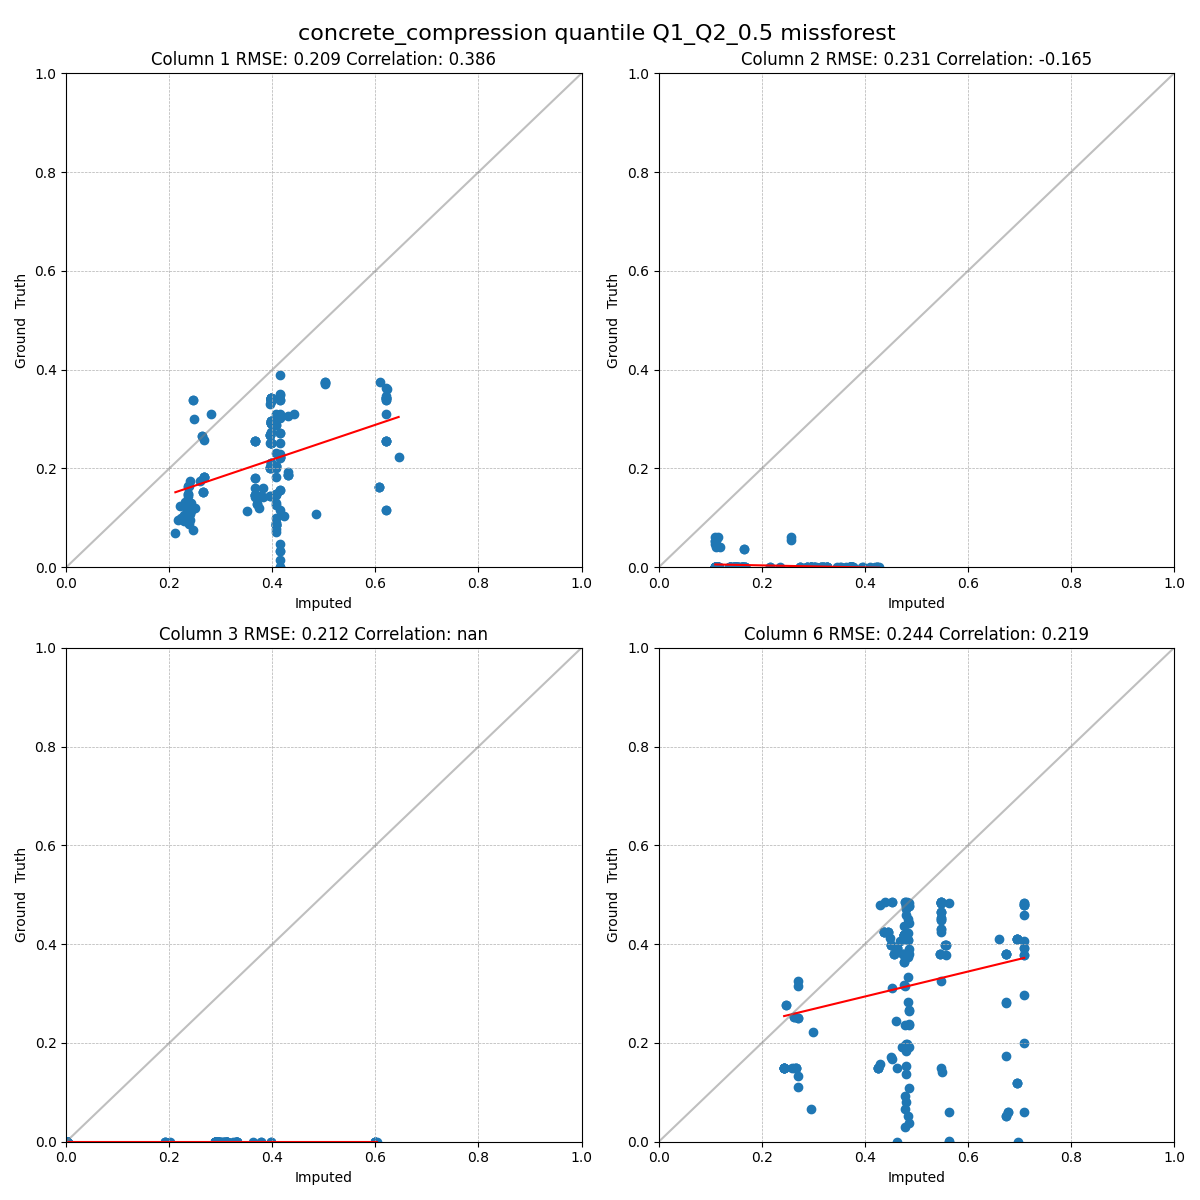 concrete_compression quantile Q1_Q2_0.5 missforest
Column 1 RMSE: 0.209 Correlation: 0.386
1.0
0.8
0.6
0.4
0.2
0.0
Ground Truth
0.0 0.2 0.4 0.6 0.8 1.0
Imputed
Column 2 RMSE: 0.231 Correlation: -0.165
1.0
0.8
0.6
0.4
0.2
0.0
Ground Truth
0.0 0.2 0.4 0.6 0.8 1.0
Imputed
Column 3 RMSE: 0.212 Correlation: nan
1.0
0.8
0.6
0.4
0.2
0.0
Ground Truth
0.0 0.2 0.4 0.6 0.8 1.0
Imputed
Column 6 RMSE: 0.244 Correlation: 0.219
1.0
0.8
0.6
0.4
0.2
0.0
Ground Truth
0.0 0.2 0.4 0.6 0.8 1.0
Imputed